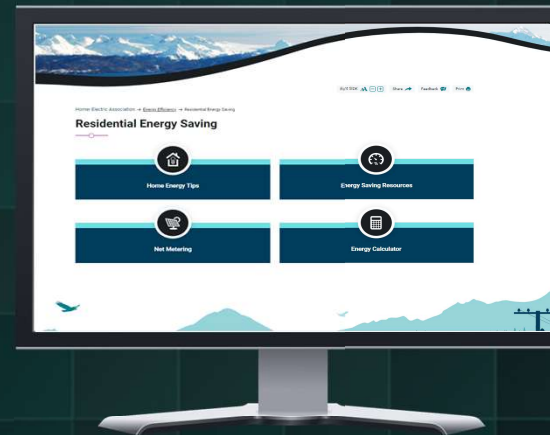 Share Feedback Print
Home Electric Association → Energy Efficiency → Residential Energy Saving
Residential Energy Saving
Home Energy Tips
Energy Saving Resources
Net Metering
Energy Calculator